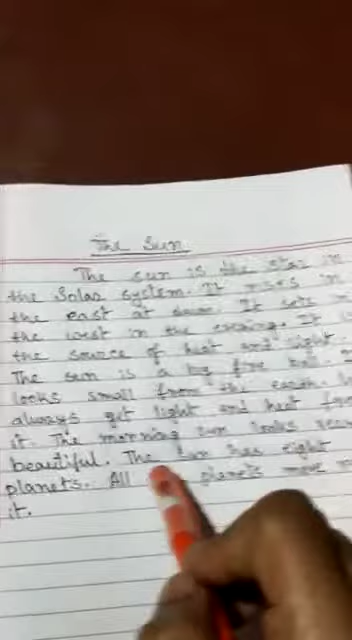 The Sun
The sun is the star in
the Solar system. It rises in
the east at dawn. It sets in
the west in the evening. It is
the source of heat and light.
The sun is a big fire ball. It
looks small from the earth. We
always get light and heat from
it. The morning sun looks very
beautiful. The Sun has eight
planets. All planets move
it.